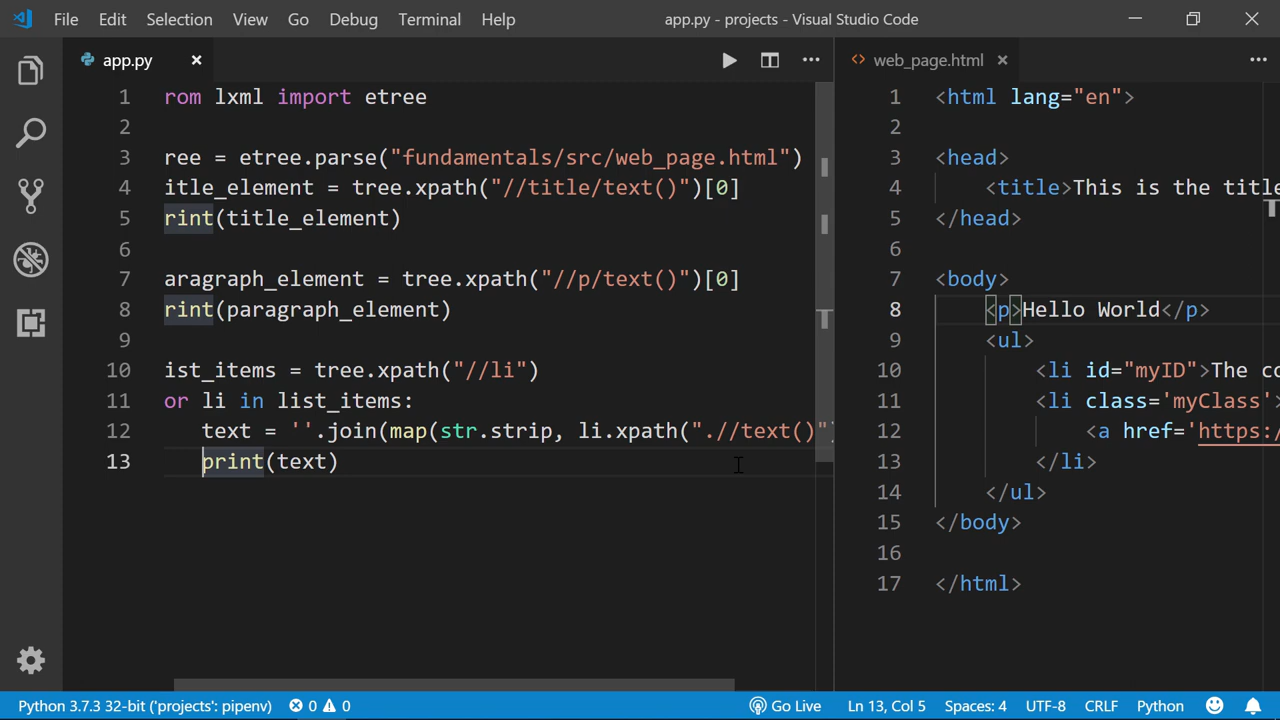 File Edit Selection View Go Debug Terminal Help app.py - projects - Visual Studio Code
app.py
web_page.html
1 rom lxml import etree
2
3 ree = etree.parse("fundamentals/src/web_page.html")
4 itle_element = tree.xpath("//title/text()")[0]
5 rint(title_element)
6
7 aragraph_element = tree.xpath("//p/text()")[0]
8 rint(paragraph_element)
9
10 ist_items = tree.xpath("//li")
11 or li in list_items:
12 text = ''.join(map(str.strip, li.xpath(".//text()")
13 print(text)
1 <html lang="en">
2
3 <head>
4 <title>This is the title
5 </head>
6
7 <body>
8 <p>Hello World</p>
9 <ul>
10 <li id="myID">The co
11 <li class='myClass'>
12 <a href='https:/
13 </li>
14 </ul>
15 </body>
16
17 </html>
Python 3.7.3 32-bit ('projects': pipenv) 0 0 Go Live Ln 13, Col 5 Spaces: 4 UTF-8 CRLF Python